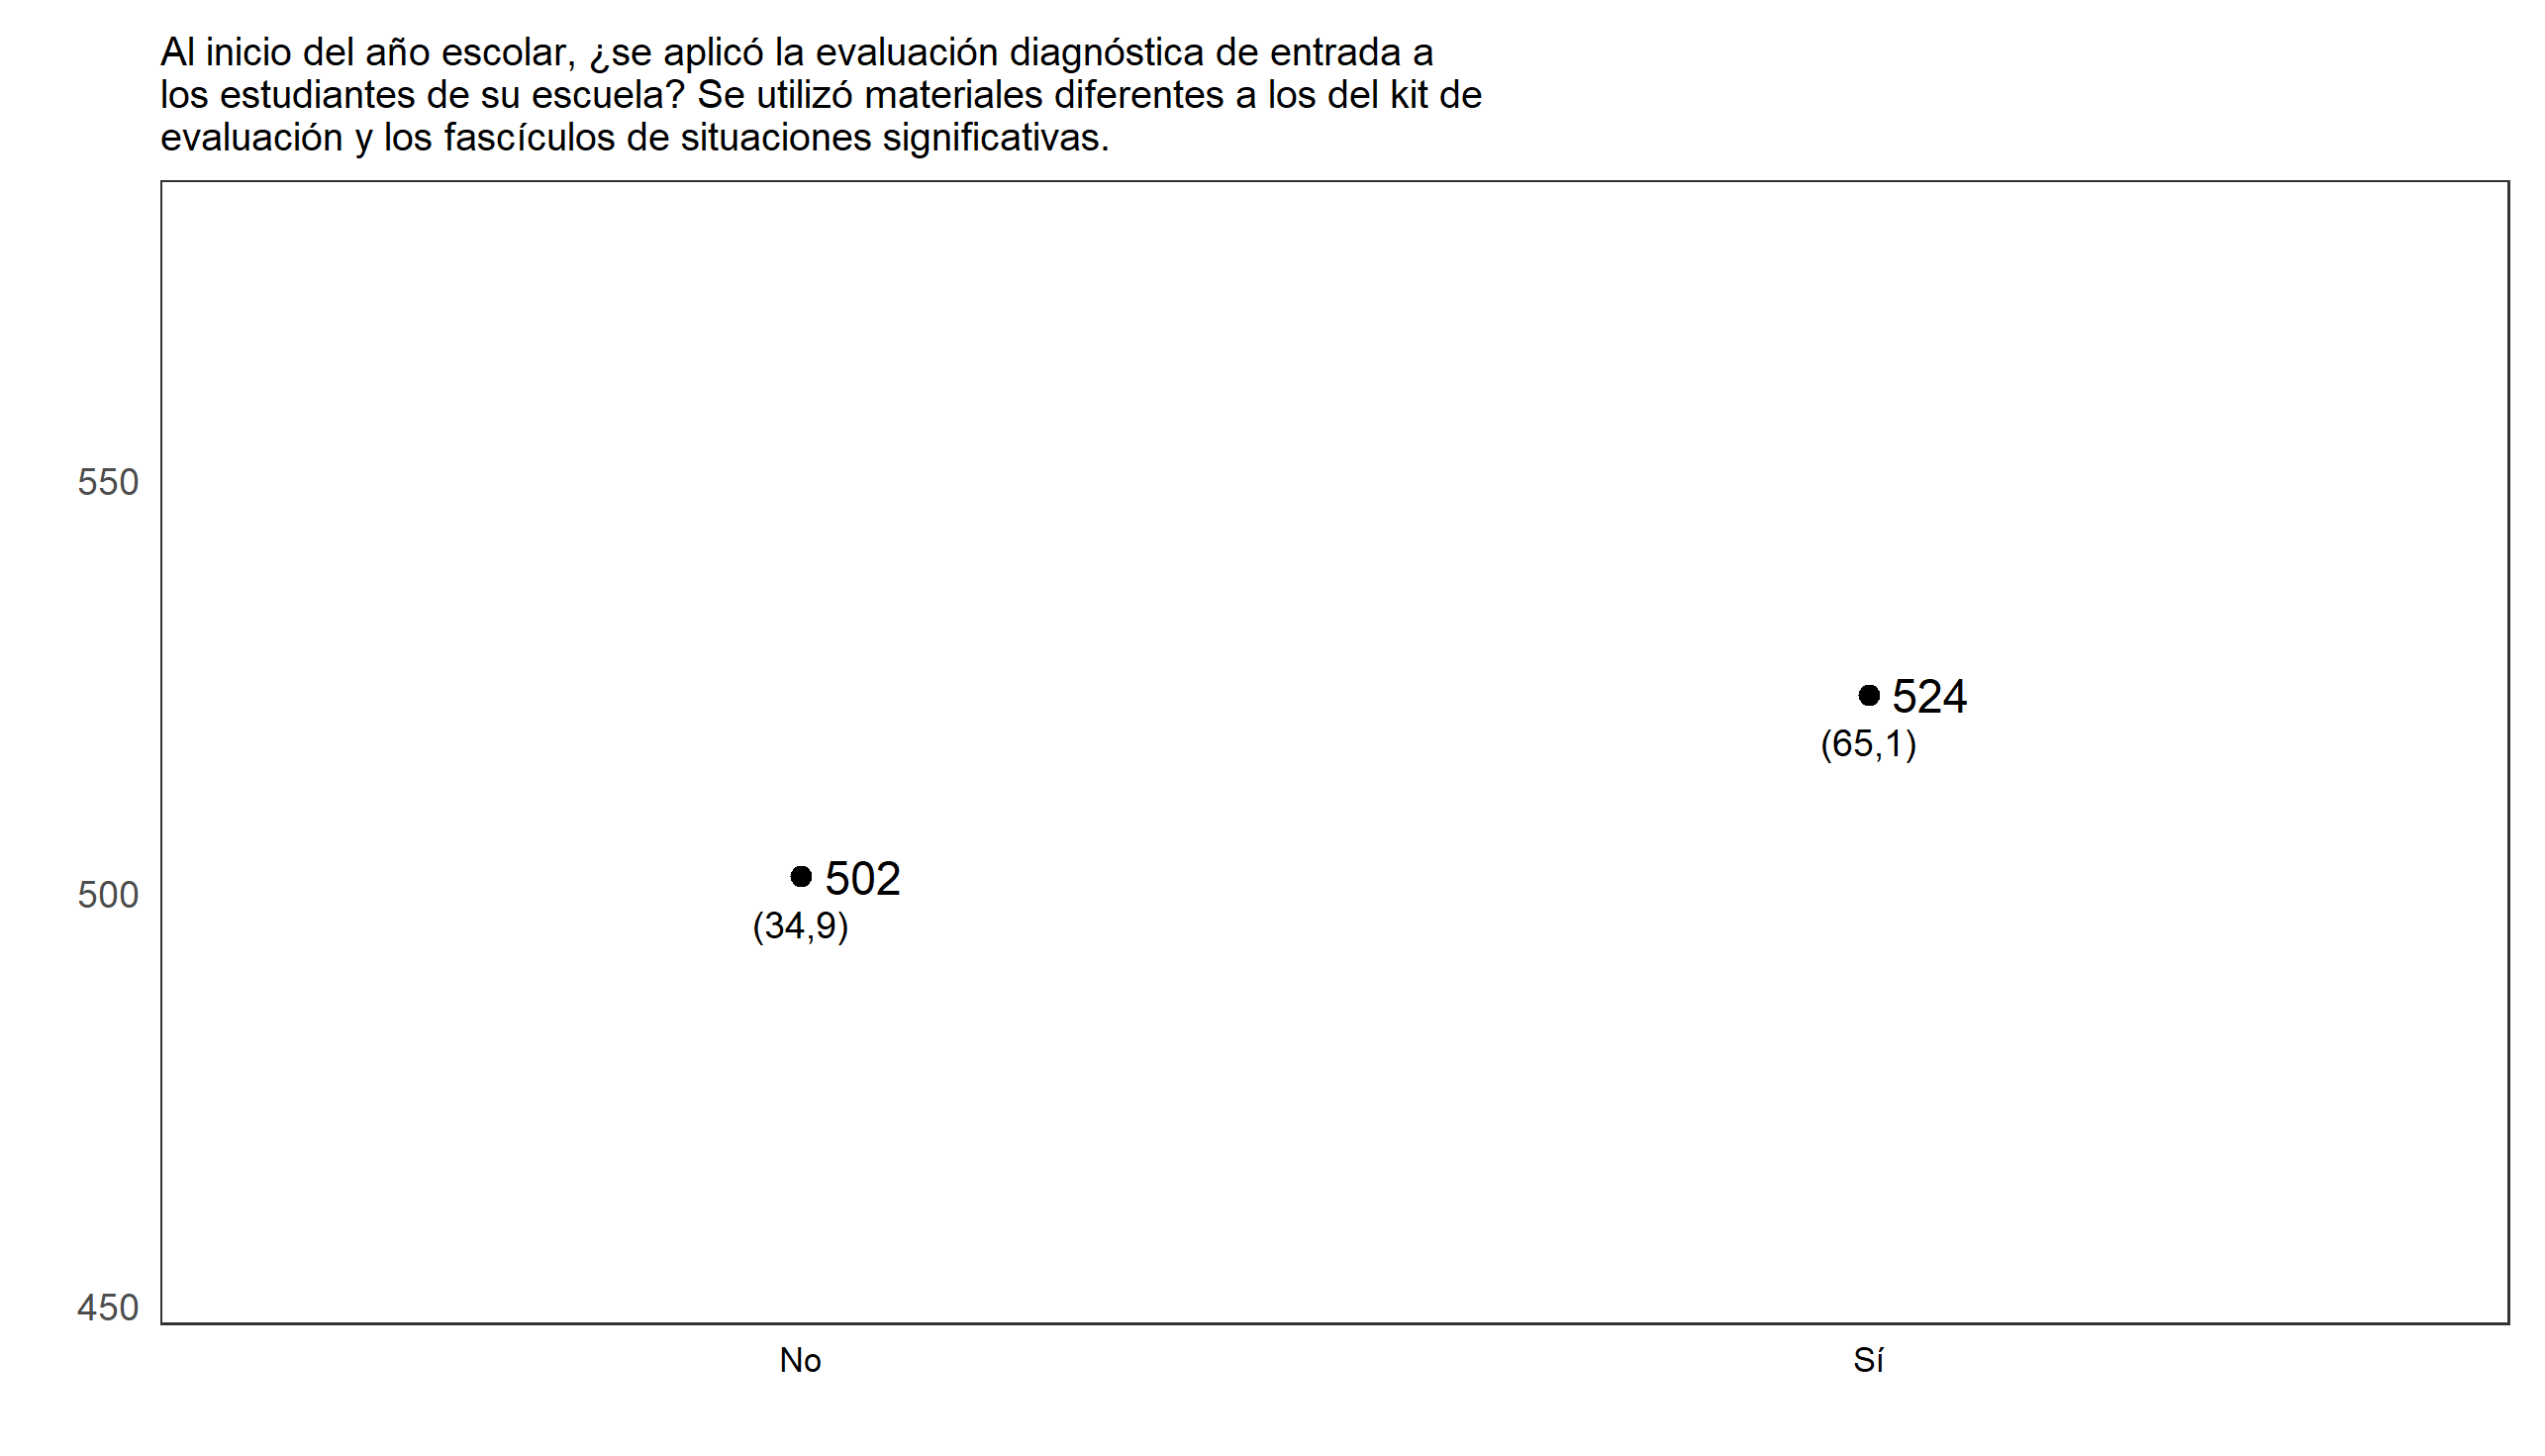 Al inicio del año escolar, ¿se aplicó la evaluación diagnóstica de entrada a
los estudiantes de su escuela? Se utilizó materiales diferentes a los del kit de
evaluación y los fascículos de situaciones significativas.
550
524
(65,1)
500
502
(34,9)
450
No
Sí